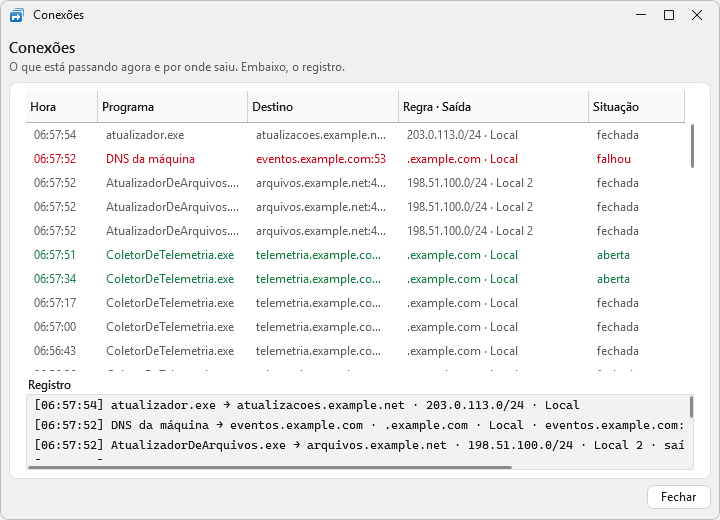 Conexões
Conexões
O que está passando agora e por onde saiu. Embaixo, o registro.
Hora Programa Destino Regra · Saída Situação
06:57:54 atualizador.exe atualizacoes.example.n... 203.0.113.0/24 · Local fechada
06:57:52 DNS da máquina eventos.example.com:53 .example.com · Local falhou
06:57:52 AtualizadorDeArquivos.... arquivos.example.net:4... 198.51.100.0/24 · Local 2 fechada
06:57:52 AtualizadorDeArquivos.... arquivos.example.net:4... 198.51.100.0/24 · Local 2 fechada
06:57:52 AtualizadorDeArquivos.... arquivos.example.net:4... 198.51.100.0/24 · Local 2 fechada
06:57:51 ColetorDeTelemetria.exe telemetria.example.co... .example.com · Local aberta
06:57:34 ColetorDeTelemetria.exe telemetria.example.co... .example.com · Local aberta
06:57:17 ColetorDeTelemetria.exe telemetria.example.co... .example.com · Local fechada
06:57:00 ColetorDeTelemetria.exe telemetria.example.co... .example.com · Local fechada
06:56:43 ColetorDeTelemetria.exe telemetria.example.co... .example.com · Local fechada
Registro
[06:57:54] atualizador.exe → atualizacoes.example.net · 203.0.113.0/24 · Local
[06:57:52] DNS da máquina → eventos.example.com · .example.com · Local · eventos.example.com:
[06:57:52] AtualizadorDeArquivos.exe → arquivos.example.net · 198.51.100.0/24 · Local 2 · saí
Fechar